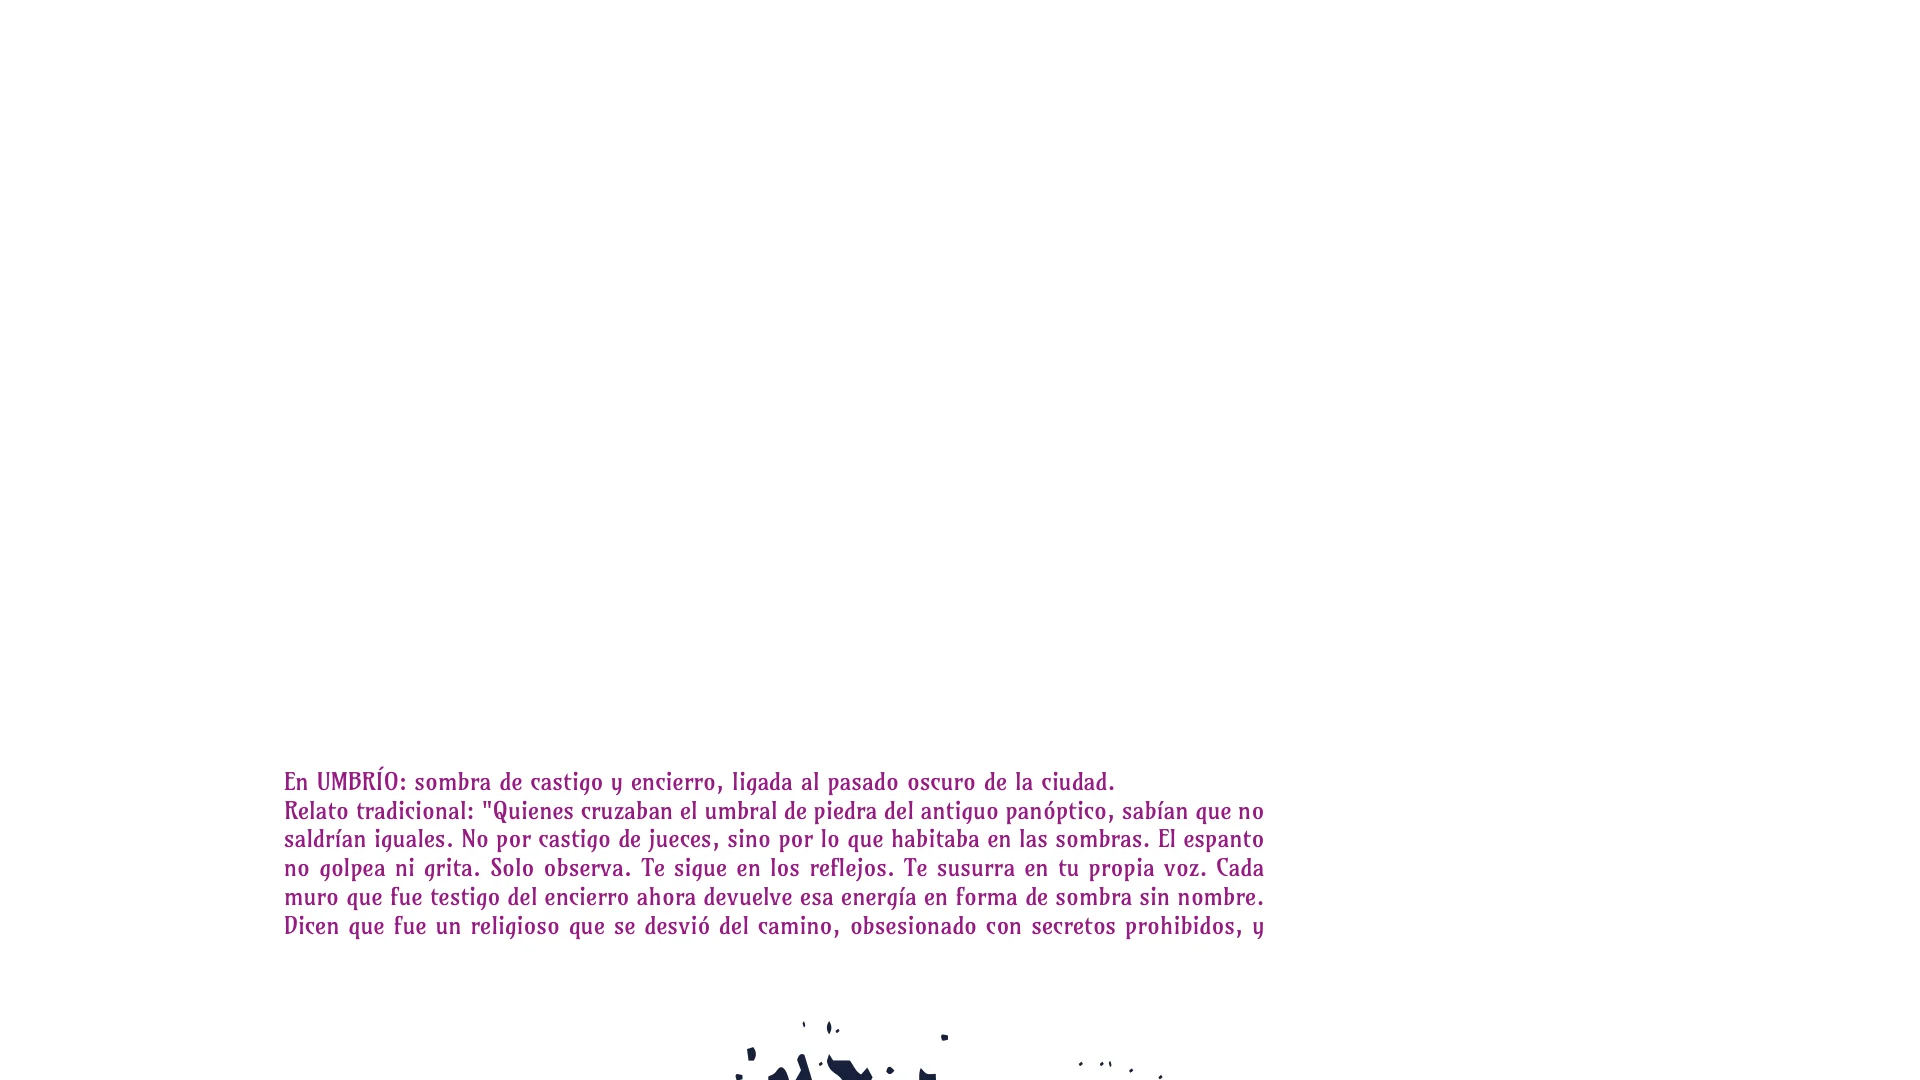 En UMBRÍO: sombra de castigo y encierro, ligada al pasado oscuro de la ciudad.
Relato tradicional: "Quienes cruzaban el umbral de piedra del antiguo panóptico, sabían que no
saldrían iguales. No por castigo de jueces, sino por lo que habitaba en las sombras. El espanto
no golpea ni grita. Solo observa. Te sigue en los reflejos. Te susurra en tu propia voz. Cada
muro que fue testigo del encierro ahora devuelve esa energía en forma de sombra sin nombre.
Dicen que fue un religioso que se desvió del camino, obsesionado con secretos prohibidos, y